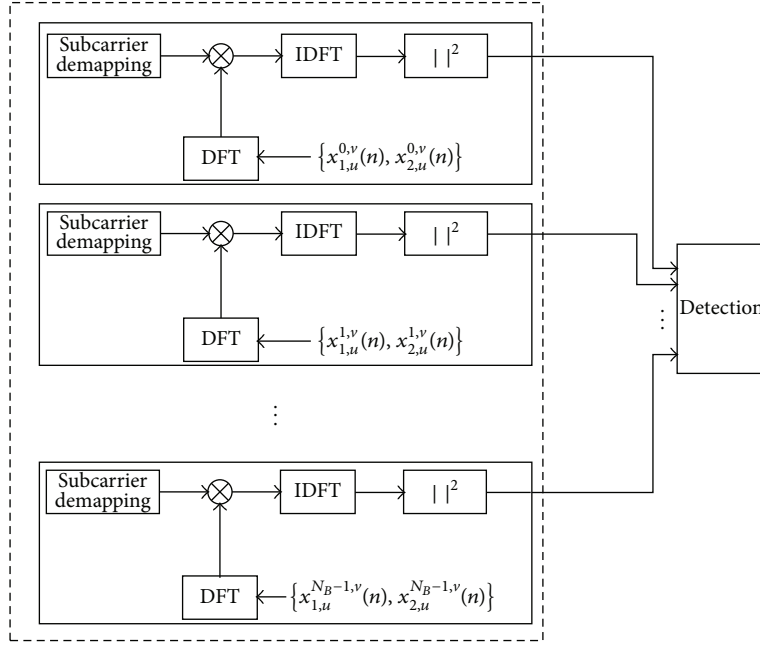 Subcarrier
demapping
IDFT
| |²
DFT
{x_{1,u}^{0,v}(n), x_{2,u}^{0,v}(n)}
Subcarrier
demapping
IDFT
| |²
DFT
{x_{1,u}^{1,v}(n), x_{2,u}^{1,v}(n)}
Detection
⋮
⋮
Subcarrier
demapping
IDFT
| |²
DFT
{x_{1,u}^{N_B−1,v}(n), x_{2,u}^{N_B−1,v}(n)}